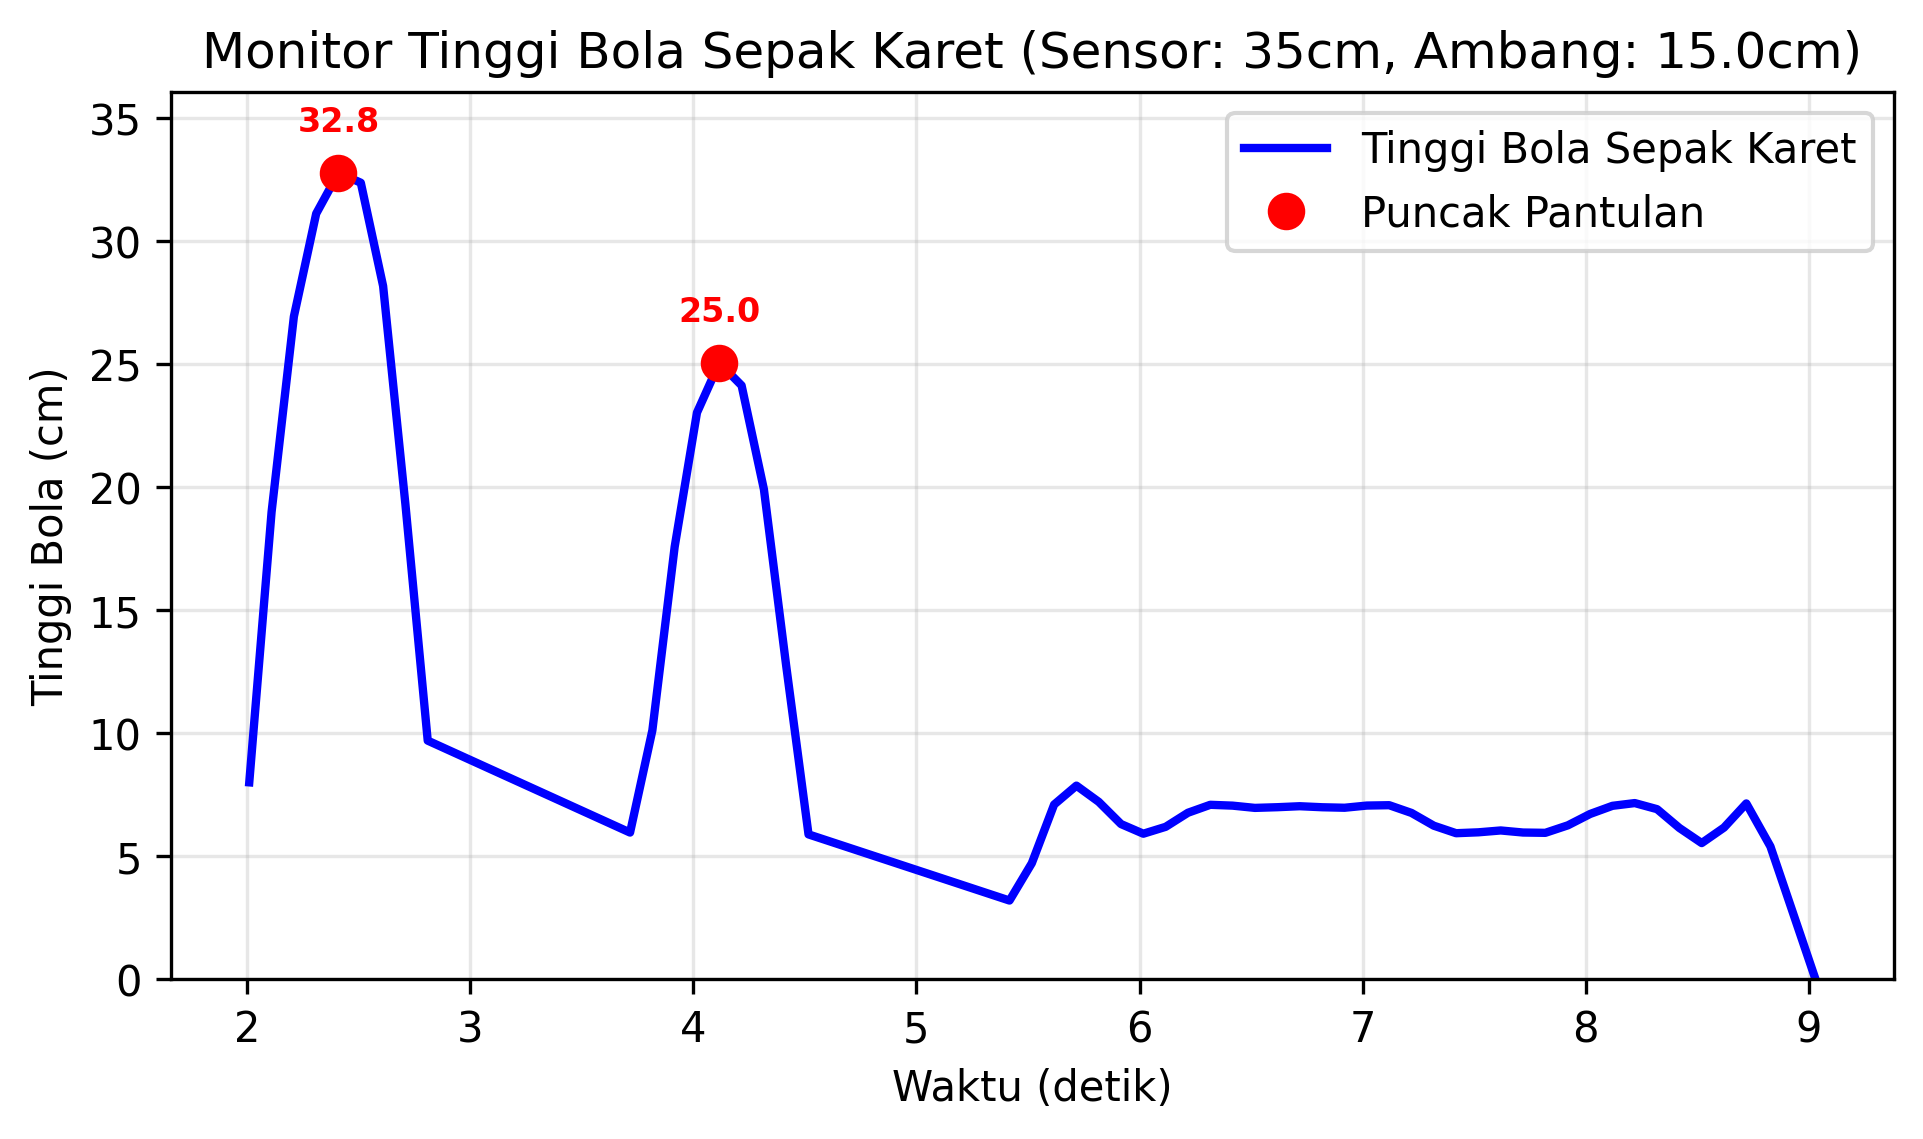 Monitor Tinggi Bola Sepak Karet (Sensor: 35cm, Ambang: 15.0cm)
32.8
25.0
Tinggi Bola Sepak Karet
Puncak Pantulan
Tinggi Bola (cm)
35
30
25
20
15
10
5
0
2 3 4 5 6 7 8 9
Waktu (detik)